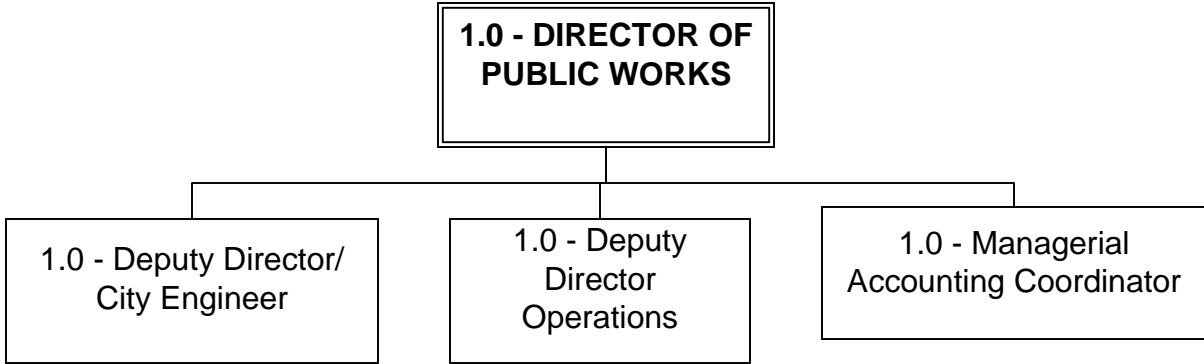 1.0 - DIRECTOR OF
PUBLIC WORKS
1.0 - Deputy Director/
City Engineer
1.0 - Deputy
Director
Operations
1.0 - Managerial
Accounting Coordinator